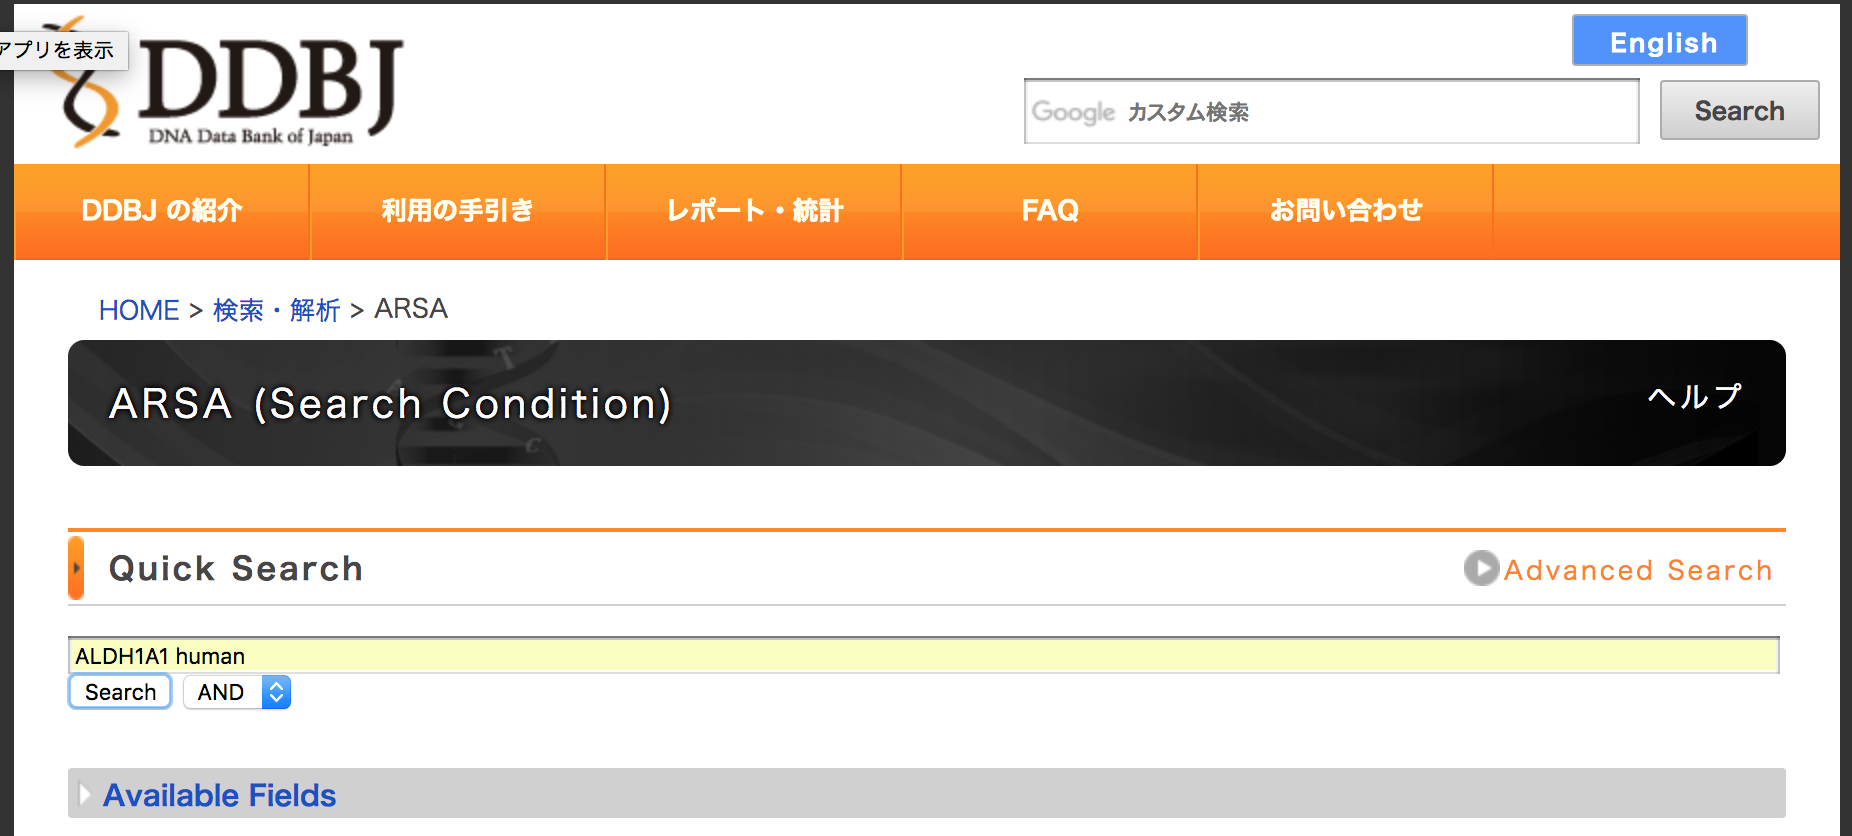 アプリを表示
DDBJ
DNA Data Bank of Japan
English
Google カスタム検索
Search
DDBJ の紹介
利用の手引き
レポート・統計
FAQ
お問い合わせ
HOME > 検索・解析 > ARSA
ARSA (Search Condition)
ヘルプ
Quick Search
Advanced Search
ALDH1A1 human
Search
AND
Available Fields